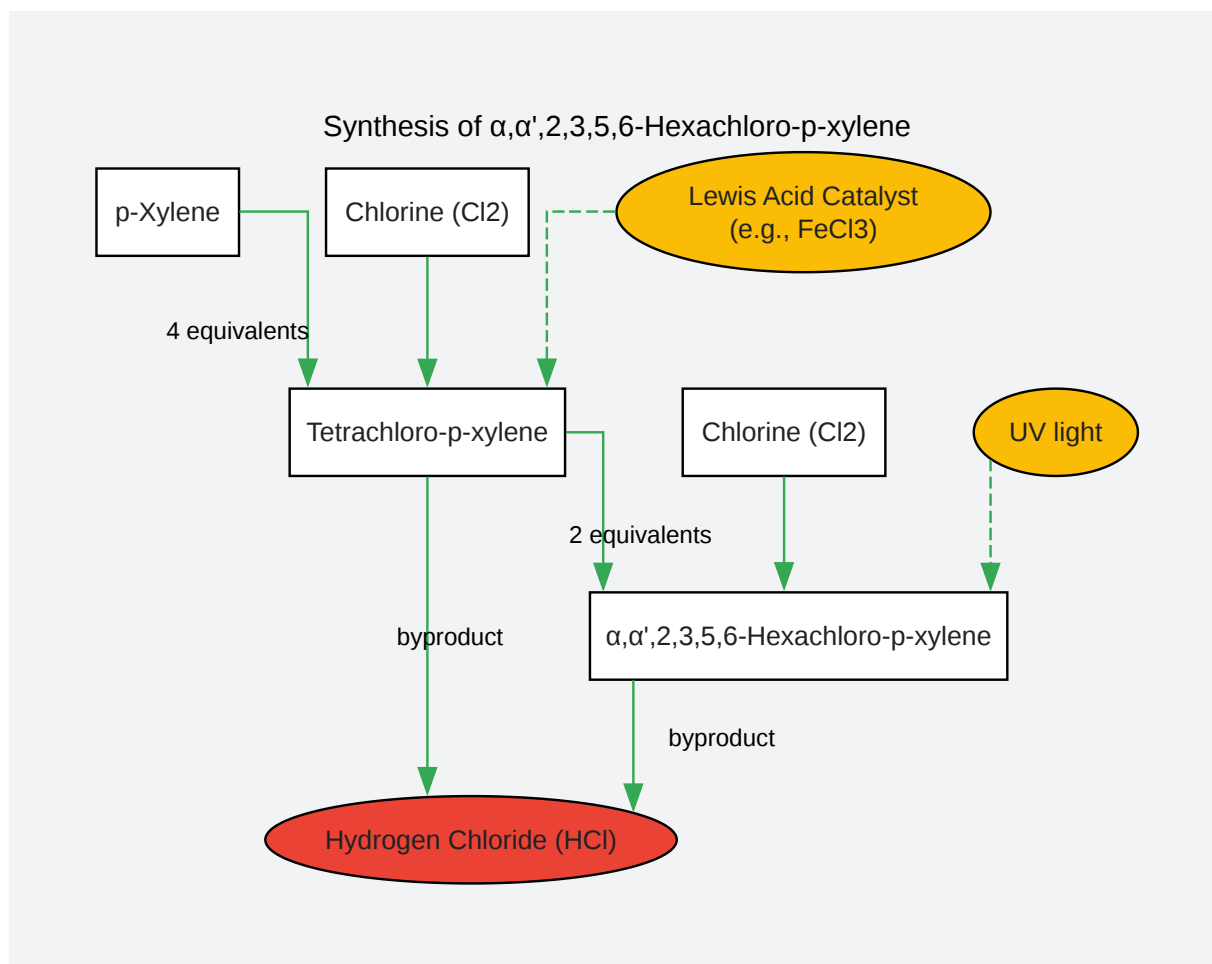 Synthesis of α,α',2,3,5,6-Hexachloro-p-xylene
p-Xylene
Chlorine (Cl2)
Lewis Acid Catalyst
(e.g., FeCl3)
4 equivalents
Tetrachloro-p-xylene
Chlorine (Cl2)
UV light
2 equivalents
byproduct
α,α',2,3,5,6-Hexachloro-p-xylene
byproduct
Hydrogen Chloride (HCl)